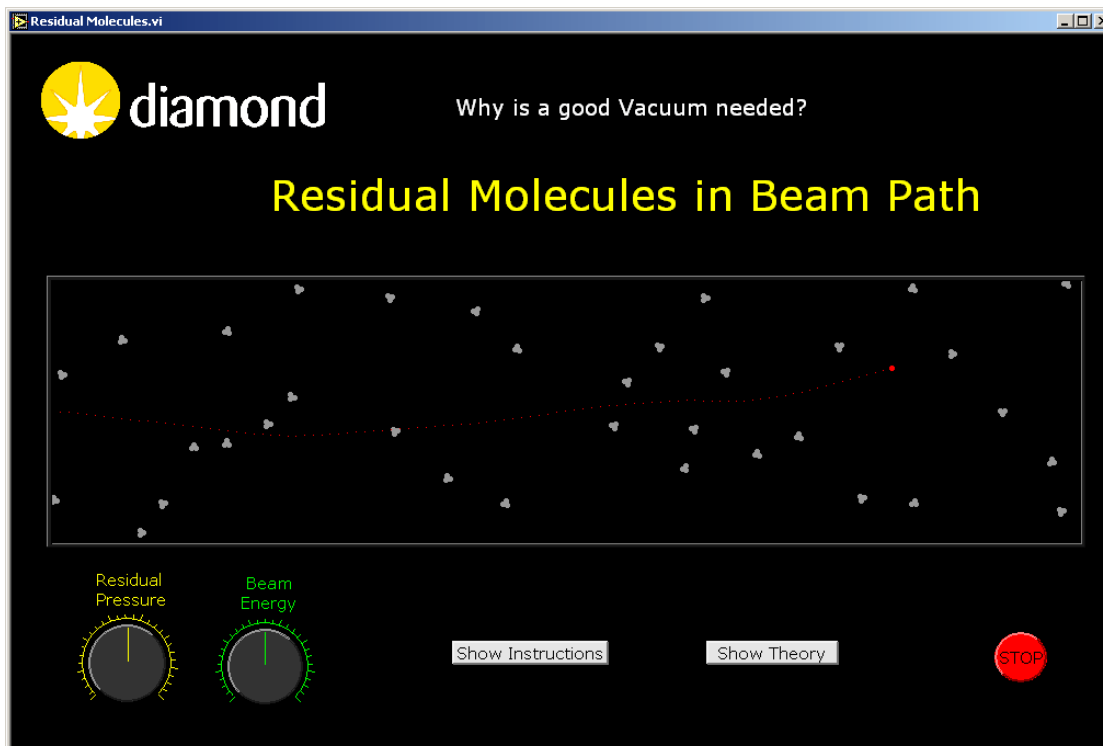 Residual Molecules.vi
diamond
Why is a good Vacuum needed?
Residual Molecules in Beam Path
Residual
Pressure
Beam
Energy
Show Instructions
Show Theory
STOP